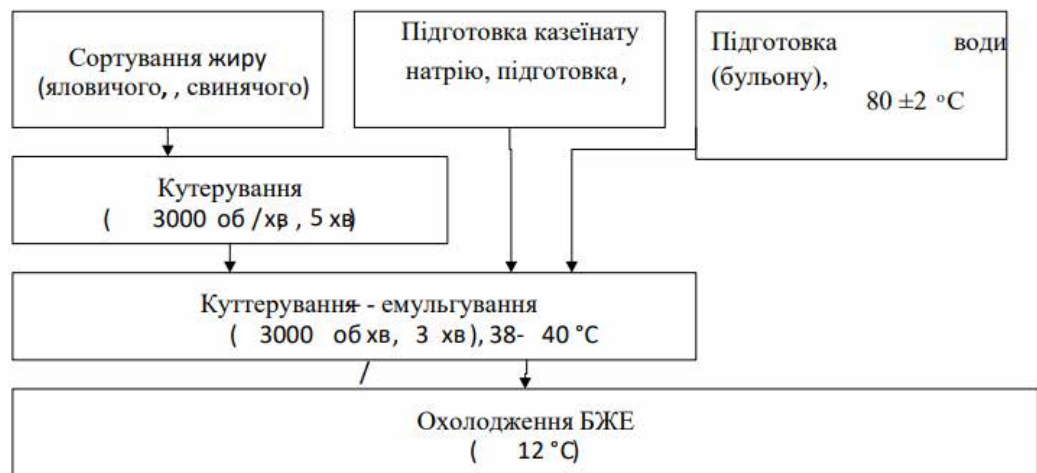 Сортування жиру
(яловичого, , свинячого)
Підготовка казеїнату
натрію, підготовка,
Підготовка води
(бульону),
80 ±2 °С
Кутерування
( 3000 об /хв , 5 хв)
Куттерування - емульгування
( 3000 об хв, 3 хв), 38- 40 °C
/
Охолодження БЖЕ
( 12 °C)